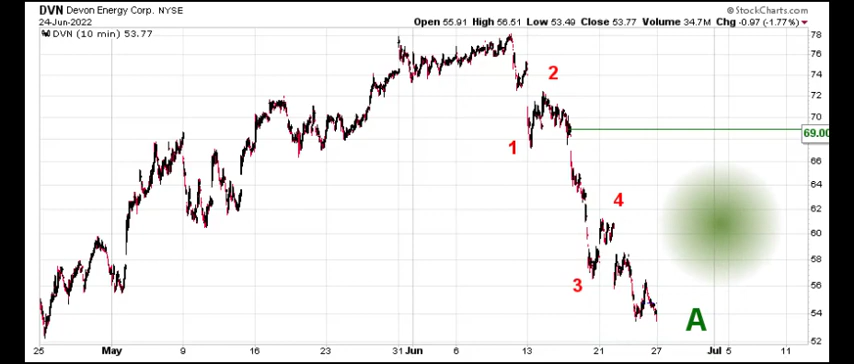 DVN Devon Energy Corp. NYSE
© StockCharts.com
24-Jun-2022
Open 55.91 High 56.51 Low 53.49 Close 53.77 Volume 34.7M Chg -0.97 (-1.77%)
DVN (10 min) 53.77
78
76
74
72
70
69.00
66
64
62
60
58
56
54
52
2
1
4
3
A
25 May 9 16 23 31 Jun 6 13 21 27 Jul 5 11